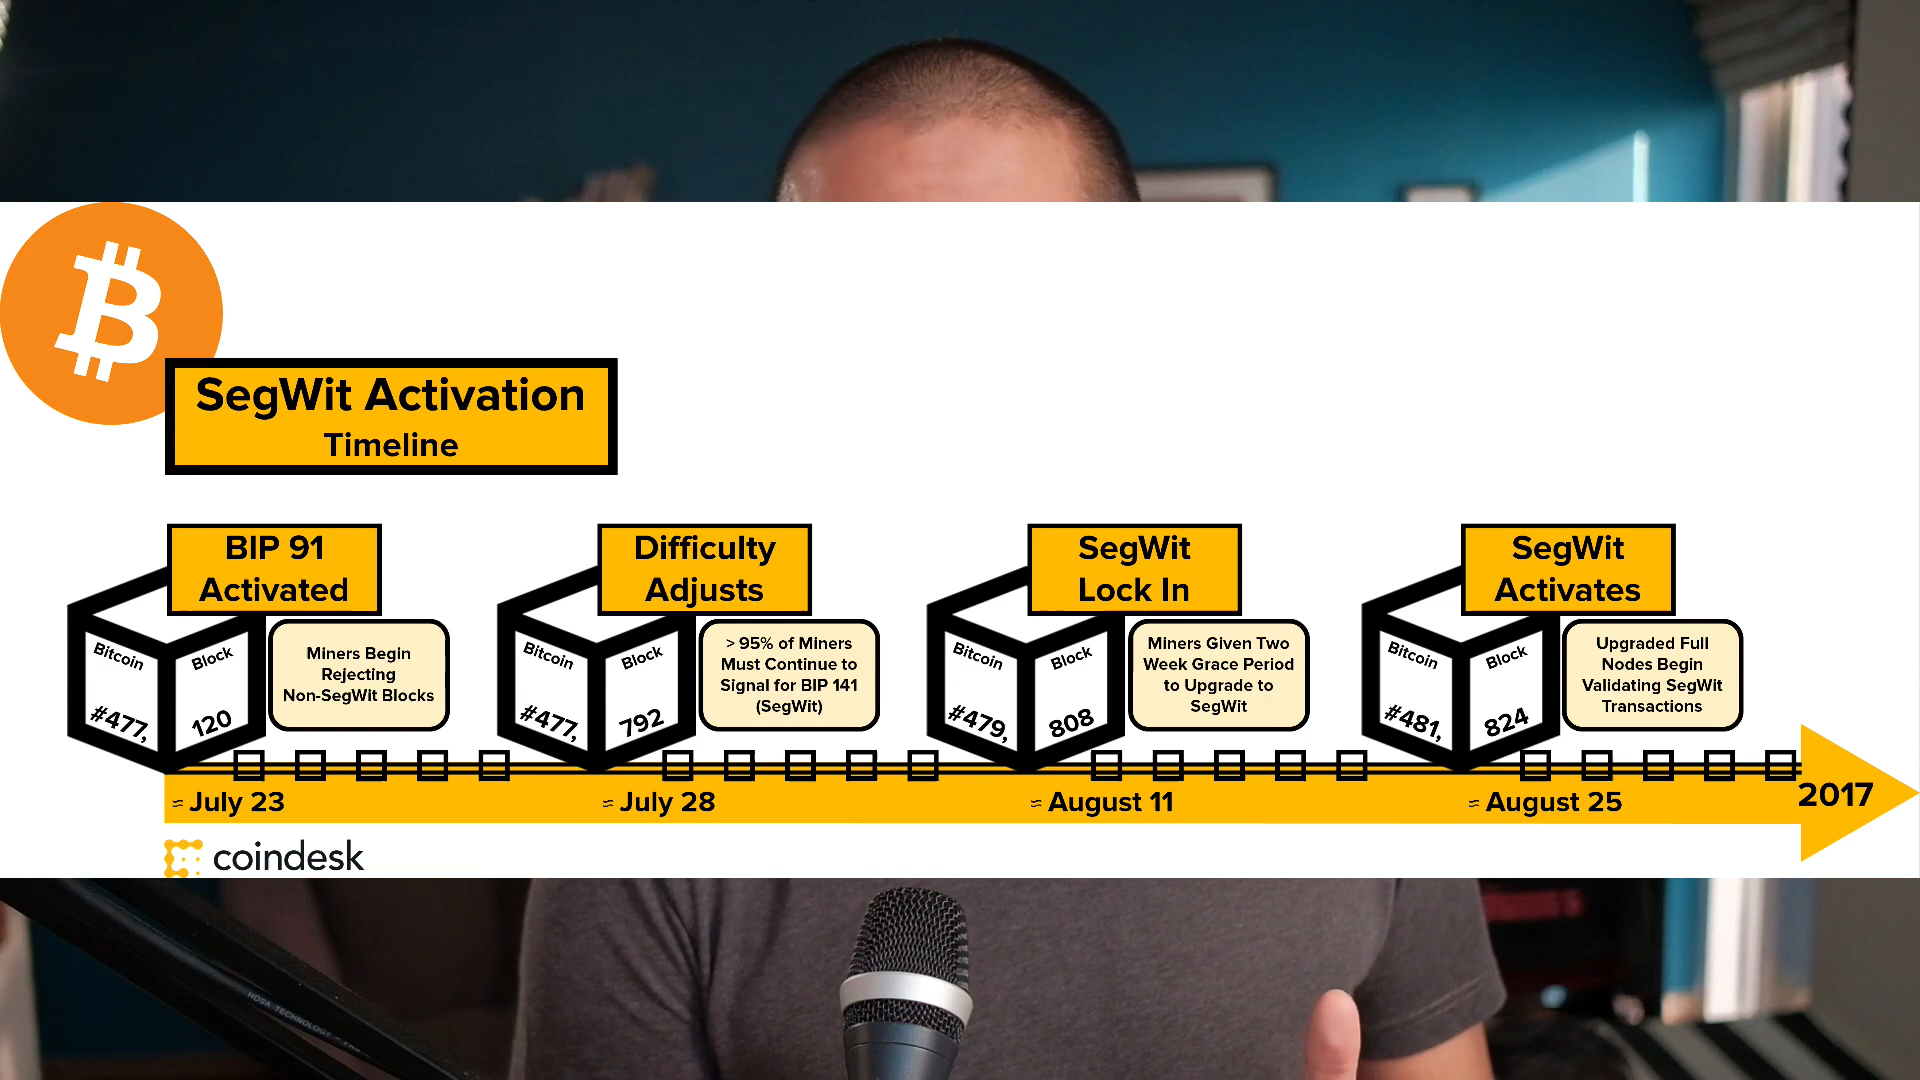 SegWit Activation
Timeline
BIP 91
Activated
Bitcoin Block
#477, 120
Miners Begin
Rejecting
Non-SegWit Blocks
≈ July 23
Difficulty
Adjusts
Bitcoin Block
#477, 792
> 95% of Miners
Must Continue to
Signal for BIP 141
(SegWit)
≈ July 28
SegWit
Lock In
Bitcoin Block
#479, 808
Miners Given Two
Week Grace Period
to Upgrade to
SegWit
≈ August 11
SegWit
Activates
Bitcoin Block
#481, 824
Upgraded Full
Nodes Begin
Validating SegWit
Transactions
≈ August 25
2017
coindesk
HOSA TECHNOLOGY